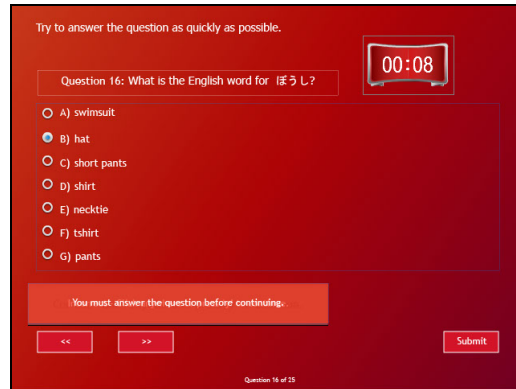 Try to answer the question as quickly as possible.
00:08
Question 16: What is the English word for ぼうし?
A) swimsuit
B) hat
C) short pants
D) shirt
E) necktie
F) tshirt
G) pants
You must answer the question before continuing.
<<
>>
Submit
Question 16 of 25